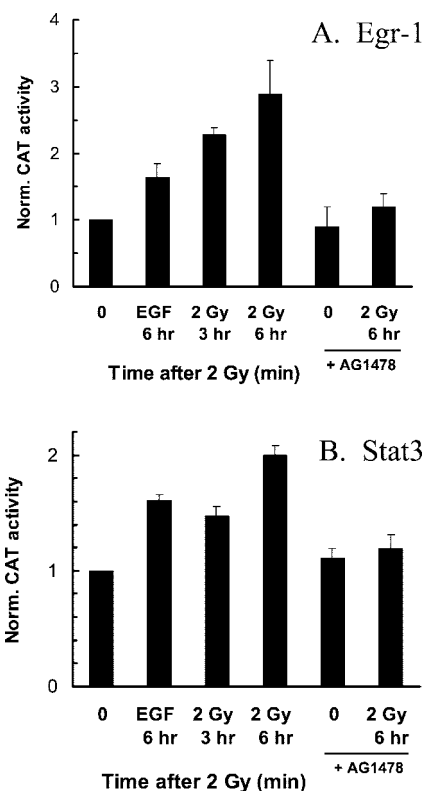 A. Egr-1
Norm. CAT activity
4
3
2
1
0
0 EGF 2 Gy 2 Gy 0 2 Gy
6 hr 3 hr 6 hr 6 hr
+ AG1478
Time after 2 Gy (min)
B. Stat3
Norm. CAT activity
2
1
0
0 EGF 2 Gy 2 Gy 0 2 Gy
6 hr 3 hr 6 hr 6 hr
+ AG1478
Time after 2 Gy (min)